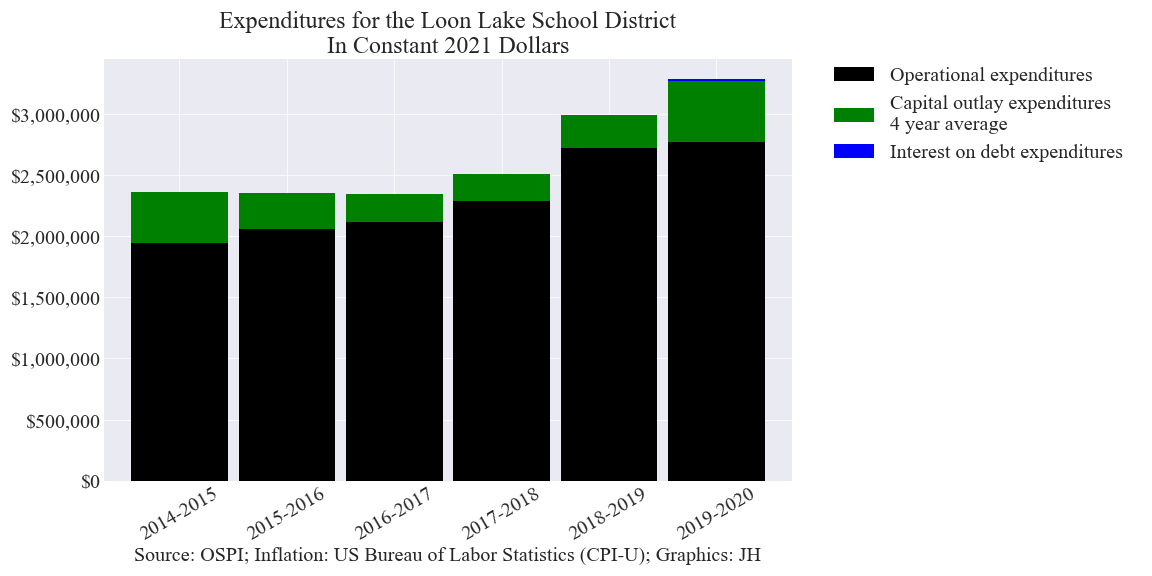 Expenditures for the Loon Lake School District
In Constant 2021 Dollars
Operational expenditures
Capital outlay expenditures
4 year average
Interest on debt expenditures
$3,000,000
$2,500,000
$2,000,000
$1,500,000
$1,000,000
$500,000
$0
2014-2015
2015-2016
2016-2017
2017-2018
2018-2019
2019-2020
Source: OSPI; Inflation: US Bureau of Labor Statistics (CPI-U); Graphics: JH